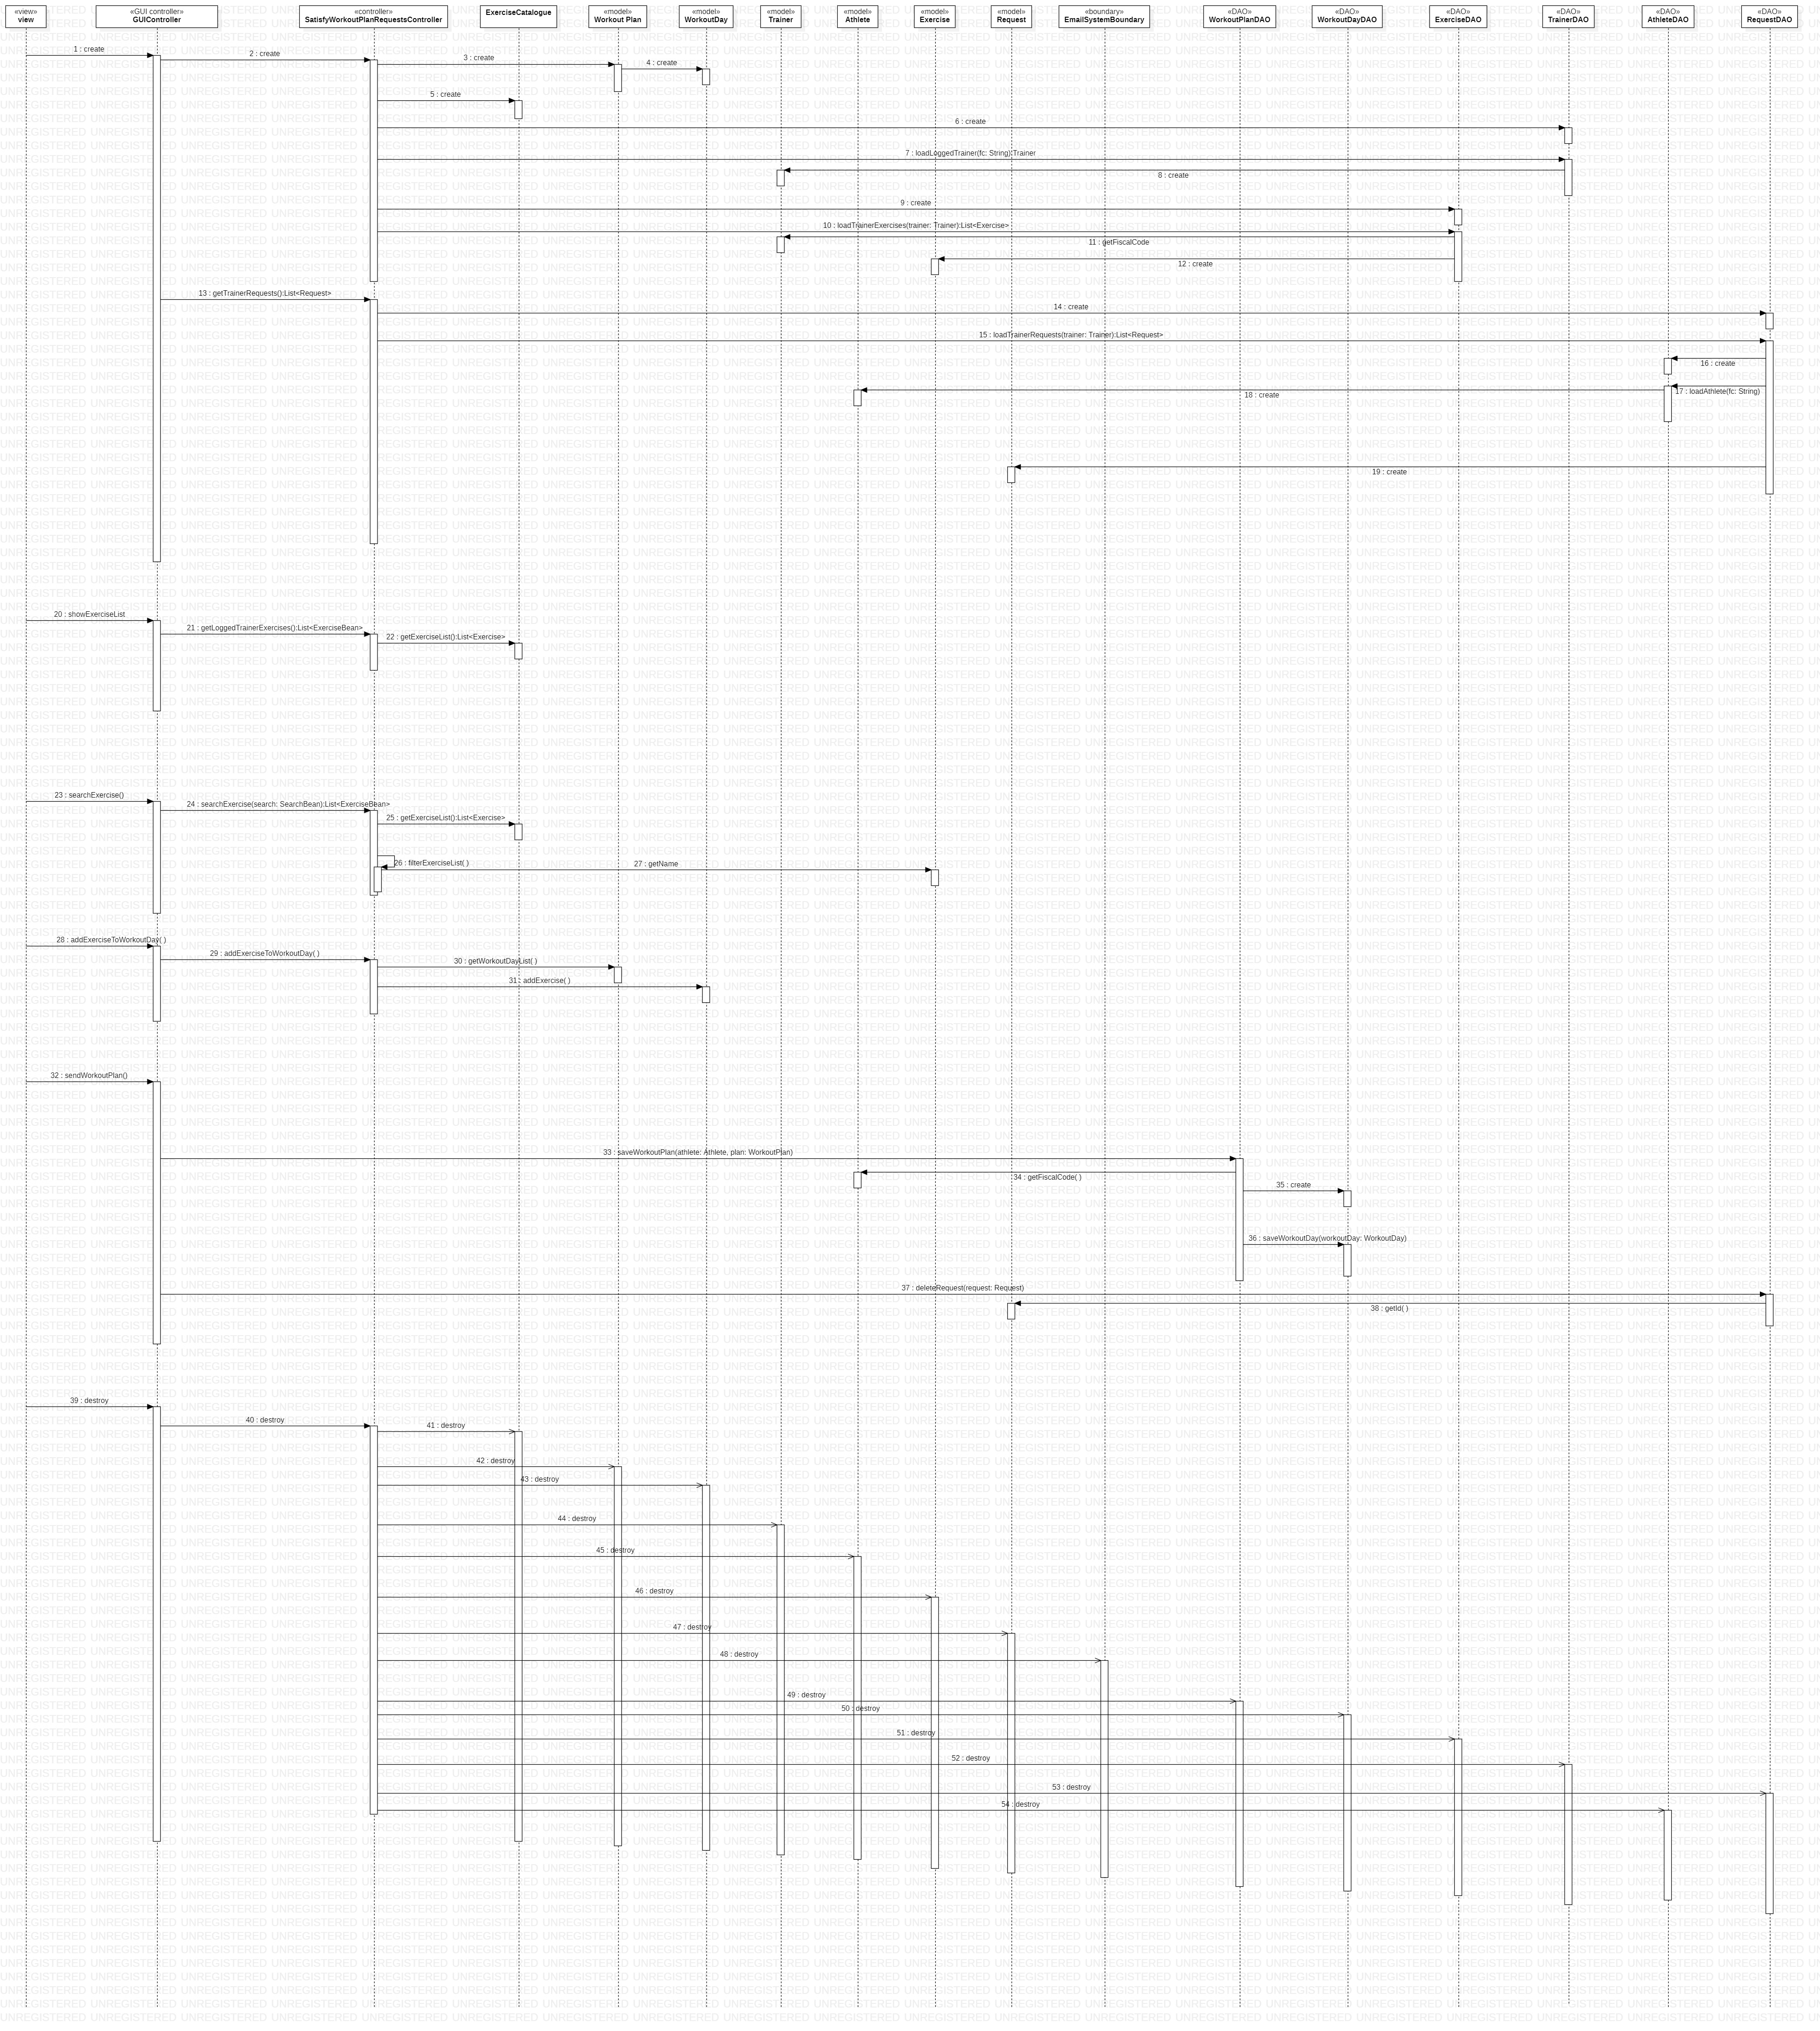 «view»
view
«GUI controller»
GUIController
«controller»
SatisfyWorkoutPlanRequestsController
ExerciseCatalogue
«model»
Workout Plan
«model»
WorkoutDay
«model»
Trainer
«model»
Athlete
«model»
Exercise
«model»
Request
«boundary»
EmailSystemBoundary
«DAO»
WorkoutPlanDAO
«DAO»
WorkoutDayDAO
«DAO»
ExerciseDAO
«DAO»
TrainerDAO
«DAO»
AthleteDAO
«DAO»
RequestDAO
1 : create
2 : create
3 : create
4 : create
5 : create
6 : create
7 : loadLoggedTrainer(fc: String):Trainer
8 : create
9 : create
10 : loadTrainerExercises(trainer: Trainer):List<Exercise>
11 : getFiscalCode
12 : create
13 : getTrainerRequests():List<Request>
14 : create
15 : loadTrainerRequests(trainer: Trainer):List<Request>
16 : create
17 : loadAthlete(fc: String)
18 : create
19 : create
20 : showExerciseList
21 : getLoggedTrainerExercises():List<ExerciseBean>
22 : getExerciseList():List<Exercise>
23 : searchExercise()
24 : searchExercise(search: SearchBean):List<ExerciseBean>
25 : getExerciseList():List<Exercise>
26 : filterExerciseList( )
27 : getName
28 : addExerciseToWorkoutDay( )
29 : addExerciseToWorkoutDay( )
30 : getWorkoutDayList( )
31 : addExercise( )
32 : sendWorkoutPlan()
33 : saveWorkoutPlan(athlete: Athlete, plan: WorkoutPlan)
34 : getFiscalCode( )
35 : create
36 : saveWorkoutDay(workoutDay: WorkoutDay)
37 : deleteRequest(request: Request)
38 : getId( )
39 : destroy
40 : destroy
41 : destroy
42 : destroy
43 : destroy
44 : destroy
45 : destroy
46 : destroy
47 : destroy
48 : destroy
49 : destroy
50 : destroy
51 : destroy
52 : destroy
53 : destroy
54 : destroy
UNREGISTERED